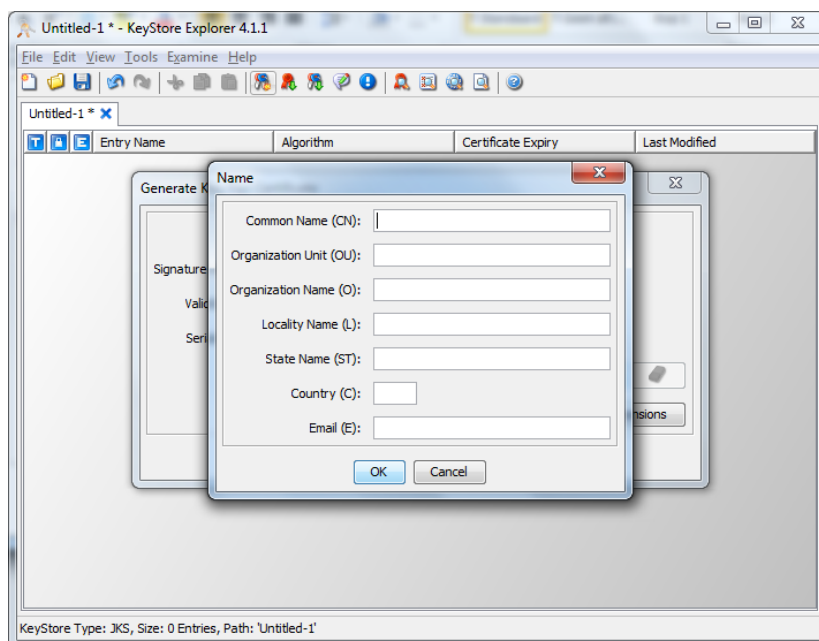 Untitled-1 * - KeyStore Explorer 4.1.1
File Edit View Tools Examine Help
Untitled-1 *
T E Entry Name Algorithm Certificate Expiry Last Modified
Generate K
Name
Common Name (CN):
Organization Unit (OU):
Signature
Organization Name (O):
Valid
Locality Name (L):
Seri
State Name (ST):
Country (C):
nsions
Email (E):
OK Cancel
KeyStore Type: JKS, Size: 0 Entries, Path: 'Untitled-1'